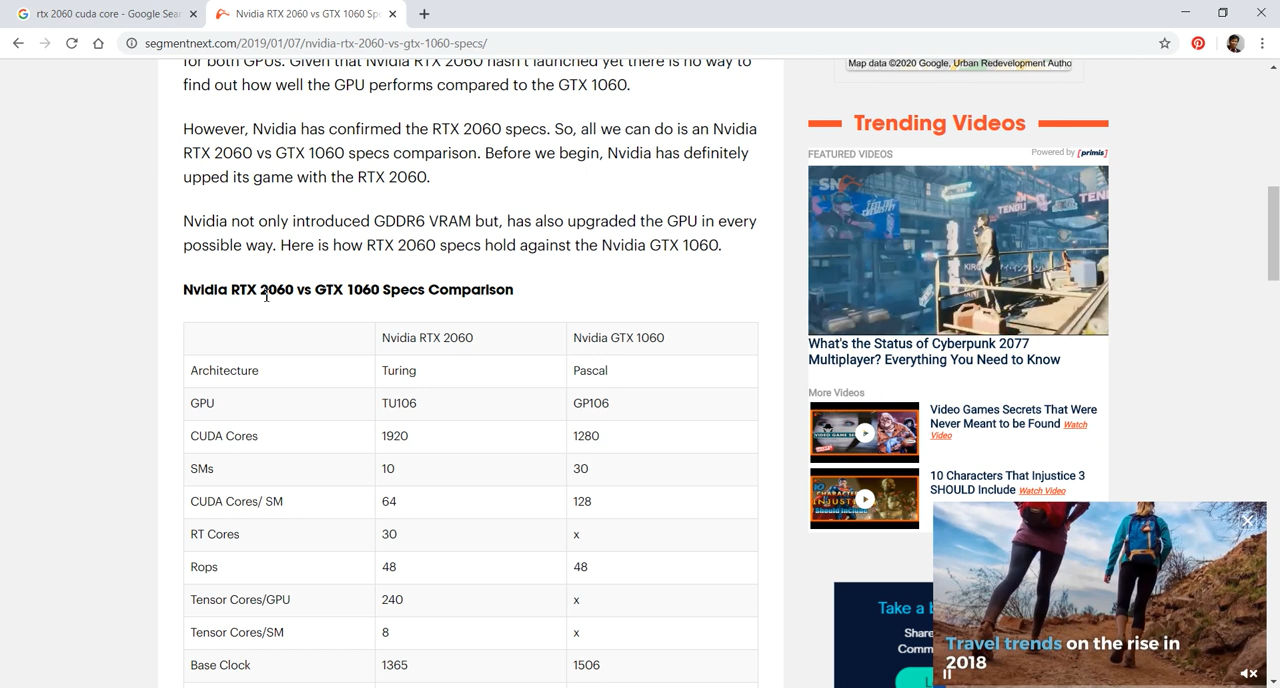 rtx 2060 cuda core - Google Sear
Nvidia RTX 2060 vs GTX 1060 Sp
segmentnext.com/2019/01/07/nvidia-rtx-2060-vs-gtx-1060-specs/
for both GPUs. Given that Nvidia RTX 2060 hasn't launched yet there is no way to
find out how well the GPU performs compared to the GTX 1060.
However, Nvidia has confirmed the RTX 2060 specs. So, all we can do is an Nvidia
RTX 2060 vs GTX 1060 specs comparison. Before we begin, Nvidia has definitely
upped its game with the RTX 2060.
Nvidia not only introduced GDDR6 VRAM but, has also upgraded the GPU in every
possible way. Here is how RTX 2060 specs hold against the Nvidia GTX 1060.
Nvidia RTX 2060 vs GTX 1060 Specs Comparison
Nvidia RTX 2060 Nvidia GTX 1060
Architecture Turing Pascal
GPU TU106 GP106
CUDA Cores 1920 1280
SMs 10 30
CUDA Cores/ SM 64 128
RT Cores 30 x
Rops 48 48
Tensor Cores/GPU 240 x
Tensor Cores/SM 8 x
Base Clock 1365 1506
Map data ©2020 Google, Urban Redevelopment Autho
Trending Videos
FEATURED VIDEOS
Powered by [primis]
SN
TENGU
TEN
What's the Status of Cyberpunk 2077
Multiplayer? Everything You Need to Know
More Videos
Video Games Secrets That Were
Never Meant to be Found Watch
Video
10 Characters That Injustice 3
SHOULD Include Watch Video
Take a
Share
Comm
Travel trends on the rise in
2018